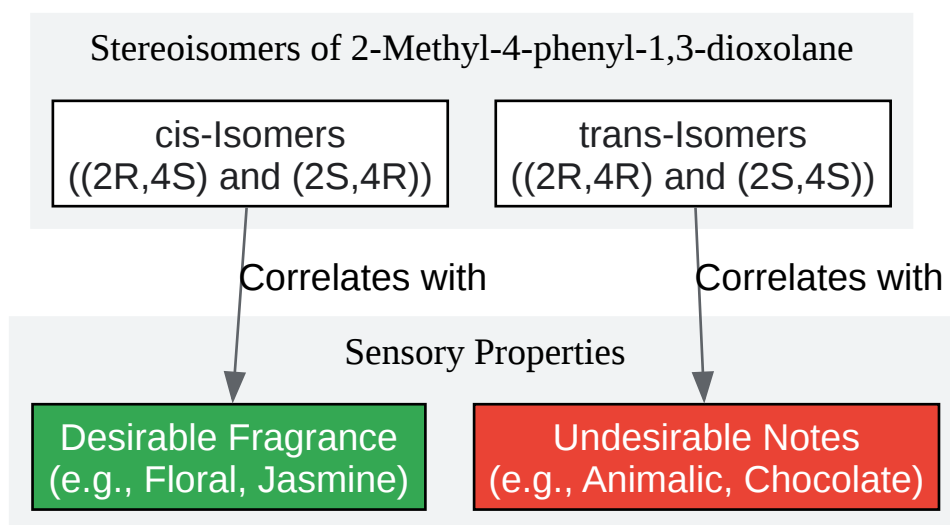 Stereoisomers of 2-Methyl-4-phenyl-1,3-dioxolane
cis-Isomers
((2R,4S) and (2S,4R))
trans-Isomers
((2R,4R) and (2S,4S))
Correlates with
Correlates with
Sensory Properties
Desirable Fragrance
(e.g., Floral, Jasmine)
Undesirable Notes
(e.g., Animalic, Chocolate)